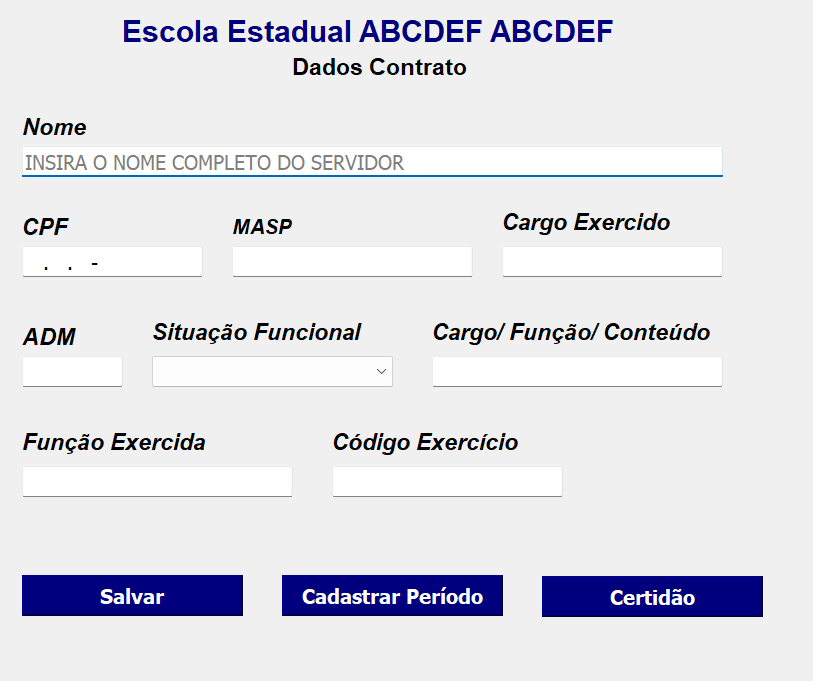 Escola Estadual ABCDEF ABCDEF
Dados Contrato
Nome
INSIRA O NOME COMPLETO DO SERVIDOR
CPF MASP Cargo Exercido
. . -
ADM Situação Funcional Cargo/ Função/ Conteúdo
Função Exercida Código Exercício
Salvar Cadastrar Período Certidão